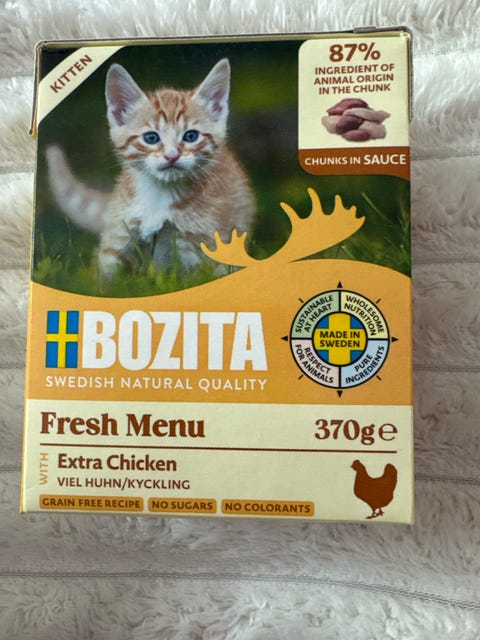 KITTEN
87%
INGREDIENT OF
ANIMAL ORIGIN
IN THE CHUNK
CHUNKS IN SAUCE
BOZITA
SWEDISH NATURAL QUALITY
SUSTAINABLE
AT HEART
WHOLESOME
NUTRITION
MADE IN
SWEDEN
RESPECT
FOR ANIMALS
PURE
INGREDIENTS
Fresh Menu
370g℮
WITH
Extra Chicken
VIEL HUHN/KYCKLING
GRAIN FREE RECIPE NO SUGARS NO COLORANTS